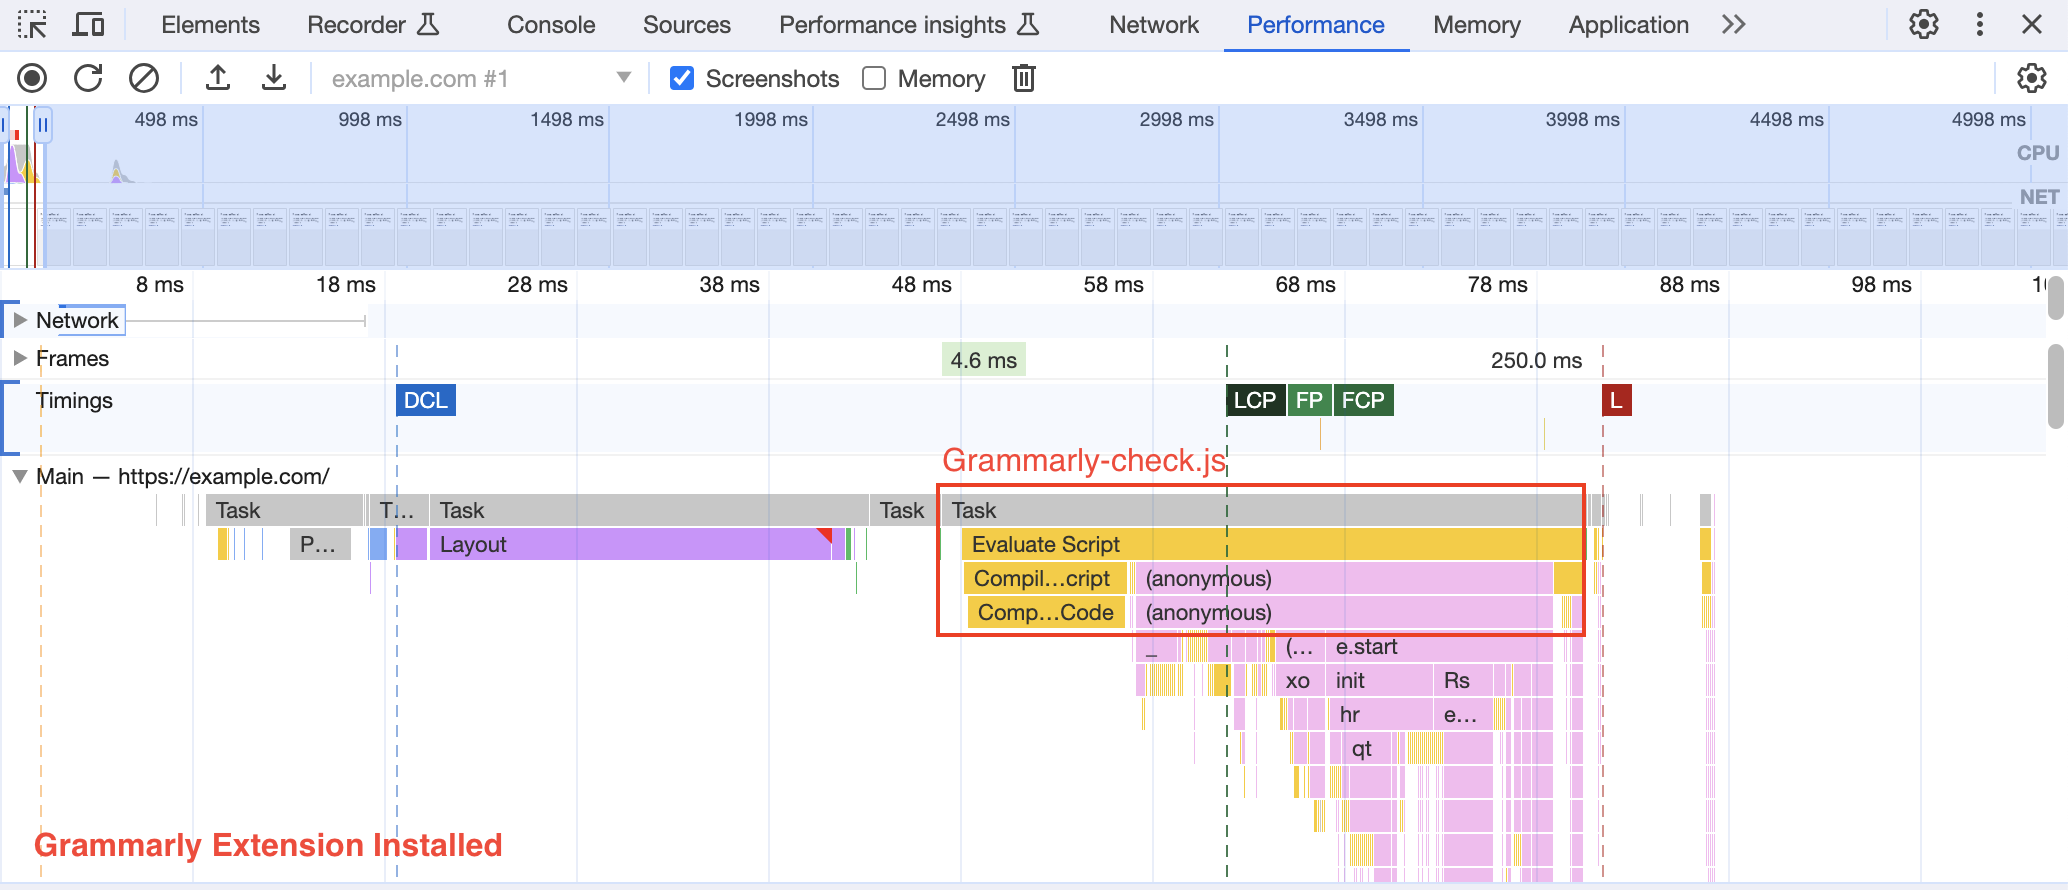 Elements Recorder Console Sources Performance insights Network Performance Memory Application
example.com #1 Screenshots Memory
498 ms 998 ms 1498 ms 1998 ms 2498 ms 2998 ms 3498 ms 3998 ms 4498 ms 4998 ms
CPU
NET
8 ms 18 ms 28 ms 38 ms 48 ms 58 ms 68 ms 78 ms 88 ms 98 ms
Network
Frames 4.6 ms 250.0 ms
Timings DCL LCP FP FCP L
Grammarly-check.js
Main — https://example.com/
Task T... Task Task Task
P... Layout Evaluate Script
Compil...cript (anonymous)
Comp...Code (anonymous)
_ (... e.start
xo init Rs
hr e...
qt
Grammarly Extension Installed